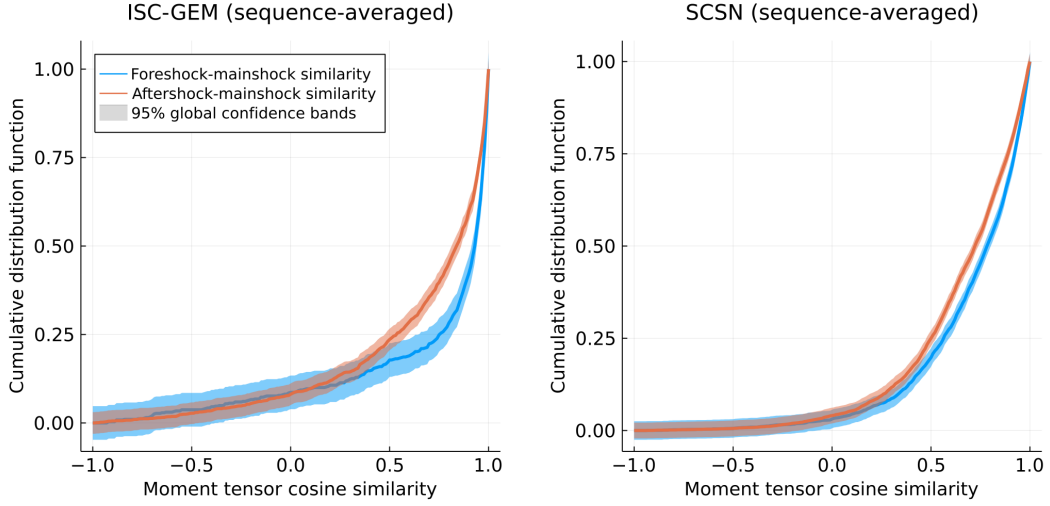 ISC-GEM (sequence-averaged)
Cumulative distribution function
1.00
0.75
0.50
0.25
0.00
Foreshock-mainshock similarity
Aftershock-mainshock similarity
95% global confidence bands
−1.0 −0.5 0.0 0.5 1.0
Moment tensor cosine similarity
SCSN (sequence-averaged)
Cumulative distribution function
1.00
0.75
0.50
0.25
0.00
−1.0 −0.5 0.0 0.5 1.0
Moment tensor cosine similarity